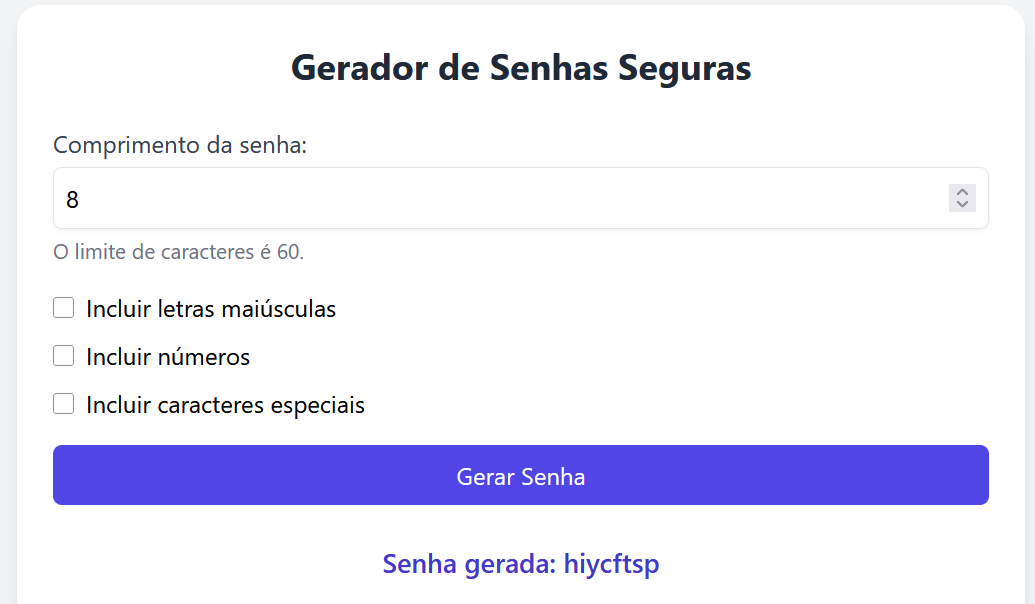 Gerador de Senhas Seguras
Comprimento da senha:
8
O limite de caracteres é 60.
Incluir letras maiúsculas
Incluir números
Incluir caracteres especiais
Gerar Senha
Senha gerada: hiycftsp